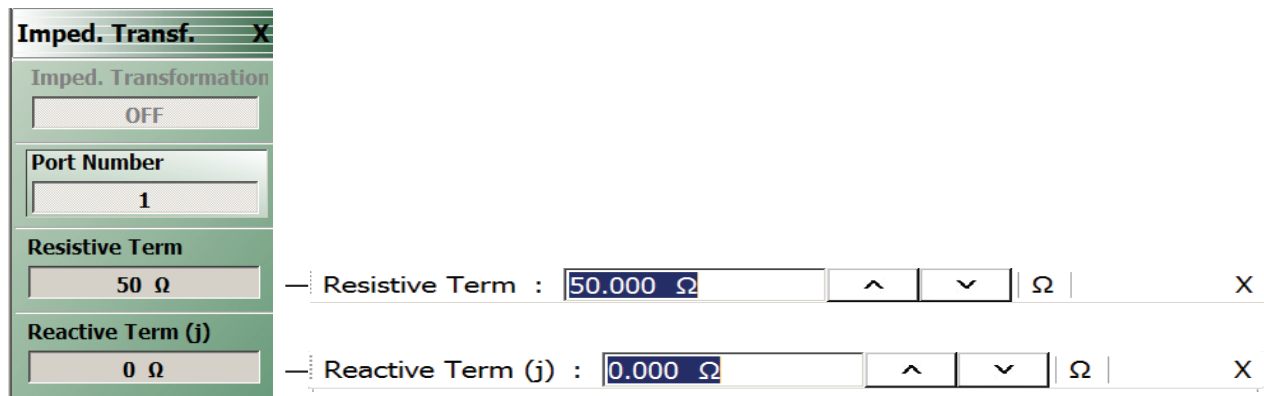 Imped. Transf. X
Imped. Transformation
OFF
Port Number
1
Resistive Term
50 Ω
Resistive Term : 50.000 Ω ^ v Ω X
Reactive Term (j)
0 Ω
Reactive Term (j) : 0.000 Ω ^ v Ω X